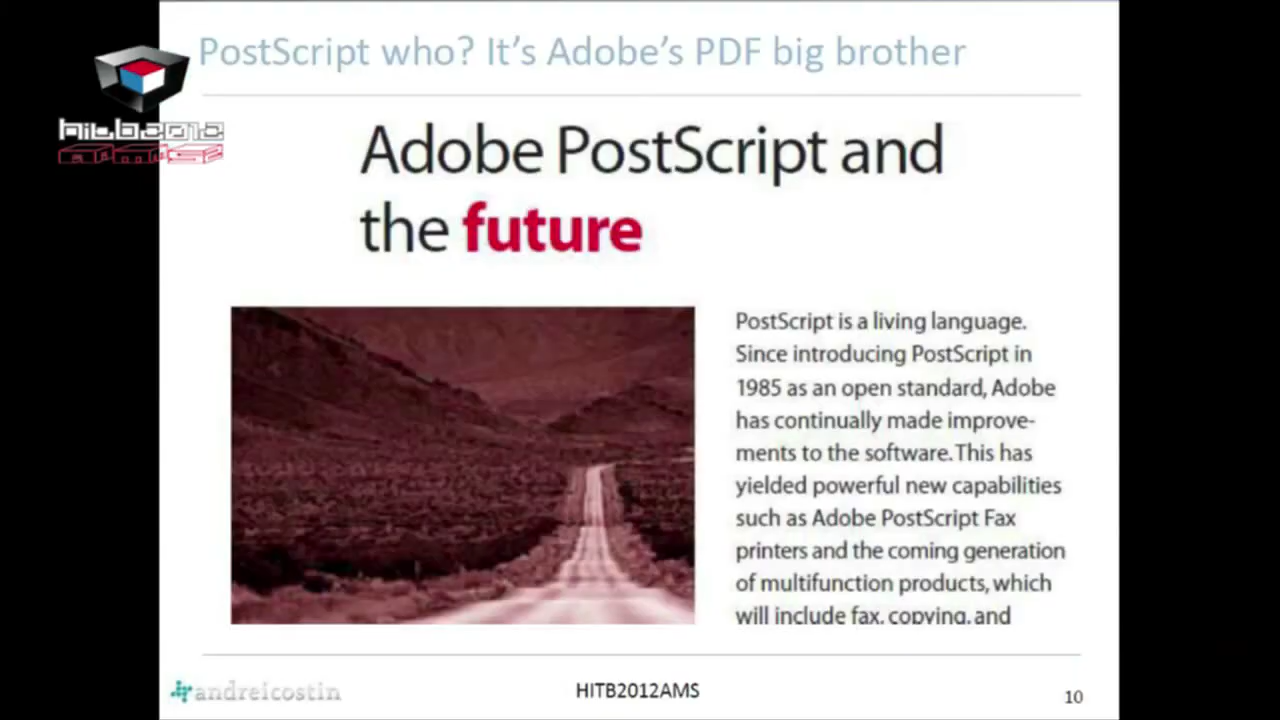 PostScript who? It's Adobe's PDF big brother
hitb2012
Adobe PostScript and
the future
PostScript is a living language.
Since introducing PostScript in
1985 as an open standard, Adobe
has continually made improve-
ments to the software. This has
yielded powerful new capabilities
such as Adobe PostScript Fax
printers and the coming generation
of multifunction products, which
will include fax, copying, and
andreicostin
HITB2012AMS
10